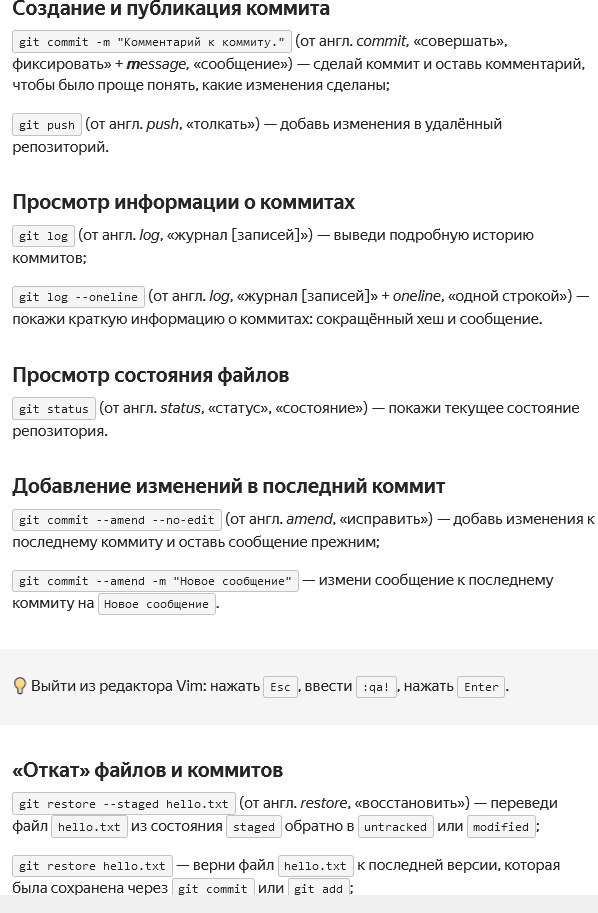 Создание и публикация коммита
git commit -m "Комментарий к коммиту." (от англ. commit, «совершать»,
фиксировать» + message, «сообщение») — сделай коммит и оставь комментарий,
чтобы было проще понять, какие изменения сделаны;
git push (от англ. push, «толкать») — добавь изменения в удалённый
репозиторий.
Просмотр информации о коммитах
git log (от англ. log, «журнал [записей]») — выведи подробную историю
коммитов;
git log --oneline (от англ. log, «журнал [записей]» + oneline, «одной строкой») —
покажи краткую информацию о коммитах: сокращённый хеш и сообщение.
Просмотр состояния файлов
git status (от англ. status, «статус», «состояние») — покажи текущее состояние
репозитория.
Добавление изменений в последний коммит
git commit --amend --no-edit (от англ. amend, «исправить») — добавь изменения к
последнему коммиту и оставь сообщение прежним;
git commit --amend -m "Новое сообщение" — измени сообщение к последнему
коммиту на Новое сообщение.
Выйти из редактора Vim: нажать Esc, ввести :qa!, нажать Enter.
«Откат» файлов и коммитов
git restore --staged hello.txt (от англ. restore, «восстановить») — переведи
файл hello.txt из состояния staged обратно в untracked или modified;
git restore hello.txt — верни файл hello.txt к последней версии, которая
была сохранена через git commit или git add;